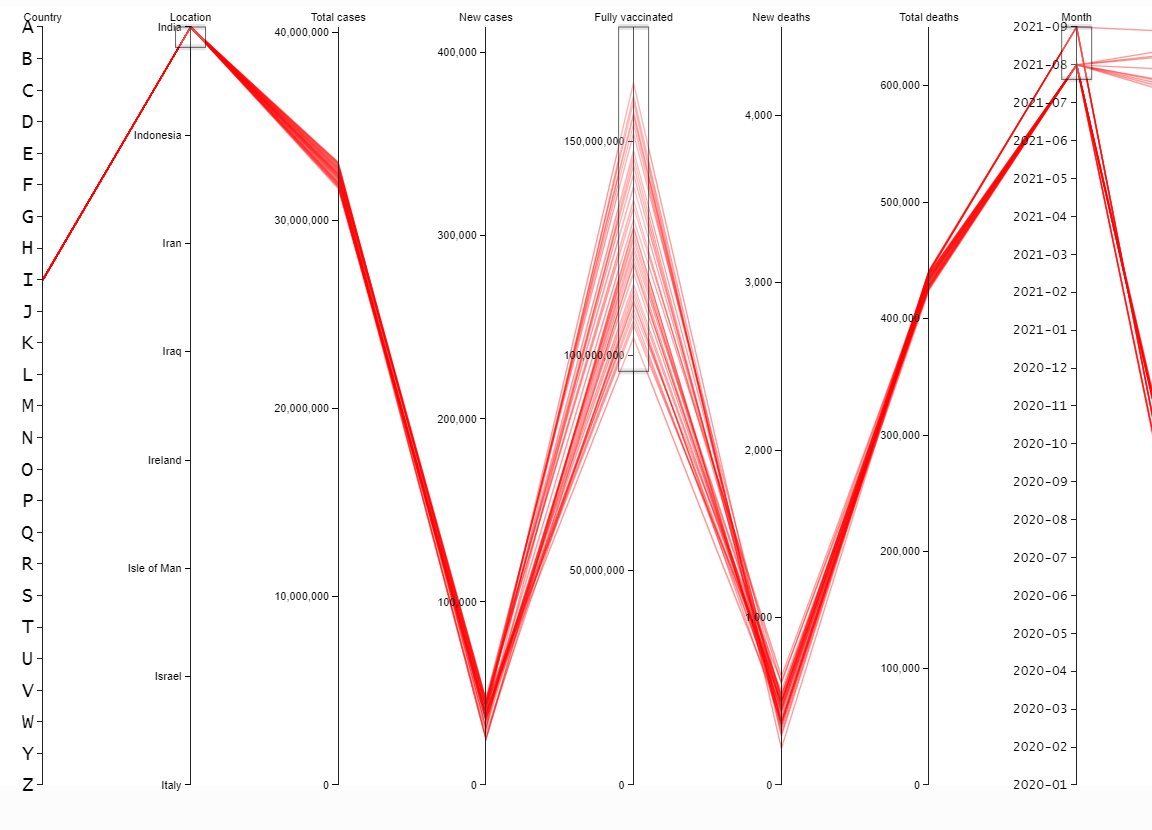 Country
A
B
C
D
E
F
G
H
I
J
K
L
M
N
O
P
Q
R
S
T
U
V
W
Y
Z
Location
India
Indonesia
Iran
Iraq
Ireland
Isle of Man
Israel
Italy
Total cases
40,000,000
30,000,000
20,000,000
10,000,000
0
New cases
400,000
300,000
200,000
100,000
0
Fully vaccinated
150,000,000
100,000,000
50,000,000
0
New deaths
4,000
3,000
2,000
1,000
0
Total deaths
600,000
500,000
400,000
300,000
200,000
100,000
0
Month
2021-09
2021-08
2021-07
2021-06
2021-05
2021-04
2021-03
2021-02
2021-01
2020-12
2020-11
2020-10
2020-09
2020-08
2020-07
2020-06
2020-05
2020-04
2020-03
2020-02
2020-01